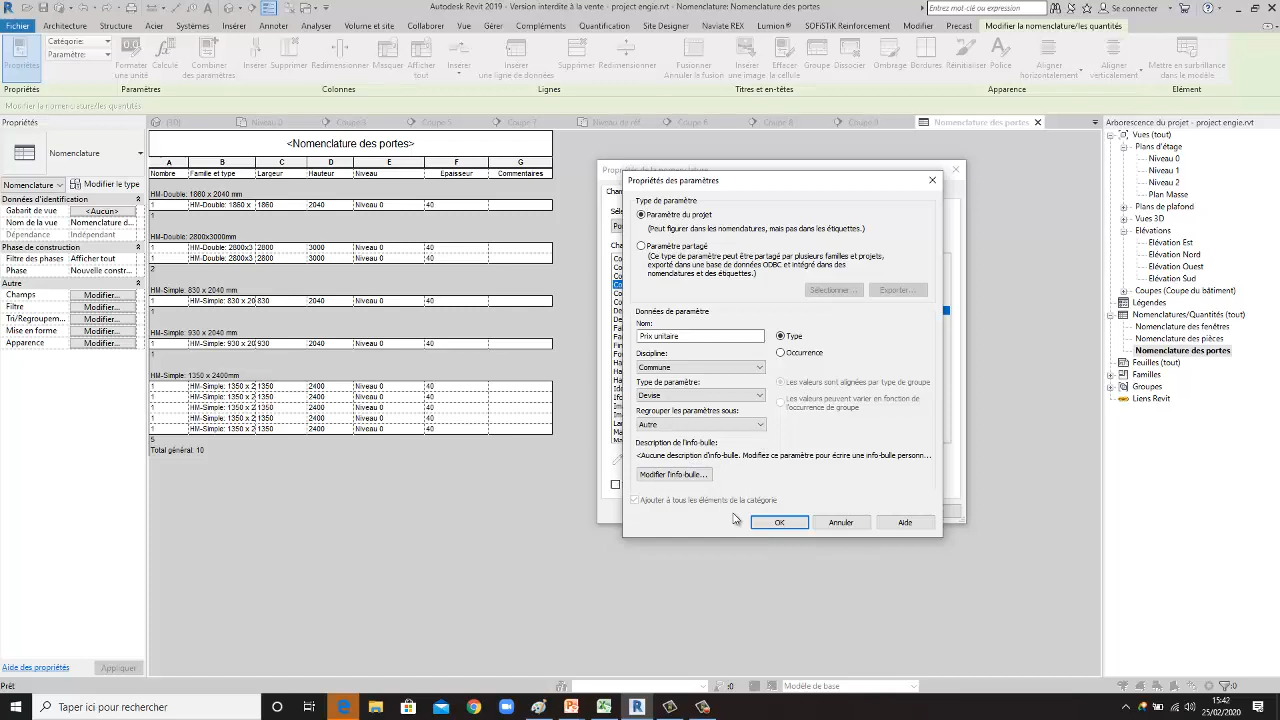 Autodesk Revit 2019 - Version interdite à la vente - project engie.rvt - Nomenclature: Nomenclature des portes
Entrez mot-clé ou expression
Se connecter
Fichier Architecture Structure Acier Systèmes Insérer Annoter Analyser Volume et site Collaborer Vue Gérer Compléments Quantification Site Designer Lumion® SOFiSTiK Reinforcement Modifier Precast Modifier la nomenclature/les quantités
Propriétés
Catégorie:
Paramètre:
Formater
une unité
Calculé
Combiner
des paramètres
Insérer
Supprimer
Redimensionner
Masquer
Afficher
tout
Insérer
Insérer
une ligne de données
Supprimer
Redimensionner
Fusionner
Annuler la fusion
Insérer
une image
Effacer
la cellule
Groupe
Dissocier
Ombrage
Bordures
Réinitialiser
Police
Aligner
horizontalement
Aligner
verticalement
Mettre en surbrillance
dans le modèle
Propriétés Paramètres Colonnes Lignes Titres et en-têtes Apparence Elément
Modifier la nomenclature/les quantités
Propriétés
Nomenclature
Nomenclature
Modifier le type
Données d'identification
Gabarit de vue <Aucun>
Nom de la vue Nomenclature d...
Dépendance Indépendant
Phase de construction
Filtre des phases Afficher tout
Phase Nouvelle constr...
Autre
Champs Modifier...
Filtre Modifier...
Tri/Regroupem... Modifier...
Mise en forme Modifier...
Apparence Modifier...
Aide des propriétés Appliquer
{3D} Niveau 0 Coupe 4 Coupe 5 Coupe 7 Niveau de réf. Coupe 6 Coupe 8 Coupe 9 Nomenclature des portes
<Nomenclature des portes>
A B C D E F G
Nombre Famille et type Largeur Hauteur Niveau Epaisseur Commentaires
HM-Double: 1860 x 2040 mm
1 HM-Double: 1860 x 1860 2040 Niveau 0 40
1
HM-Double: 2800x3000mm
1 HM-Double: 2800x3 2800 3000 Niveau 0 40
1 HM-Double: 2800x3 2800 3000 Niveau 0 40
2
HM-Simple: 830 x 2040 mm
1 HM-Simple: 830 x 20 830 2040 Niveau 0 40
1
HM-Simple: 930 x 2040 mm
1 HM-Simple: 930 x 20 930 2040 Niveau 0 40
1
HM-Simple: 1350 x 2400mm
1 HM-Simple: 1350 x 2 1350 2400 Niveau 0 40
1 HM-Simple: 1350 x 2 1350 2400 Niveau 0 40
1 HM-Simple: 1350 x 2 1350 2400 Niveau 0 40
1 HM-Simple: 1350 x 2 1350 2400 Niveau 0 40
1 HM-Simple: 1350 x 2 1350 2400 Niveau 0 40
5
Total général: 10
Propriétés des paramètres
Type de paramètre
Paramètre du projet
(Peut figurer dans les nomenclatures, mais pas dans les étiquettes.)
Paramètre partagé
(Ce type de paramètre peut être partagé par plusieurs familles et projets,
exporté dans une base de données ODBC et intégré dans des
nomenclatures et des étiquettes.)
Sélectionner... Exporter...
Données de paramètre
Nom:
Prix unitaire
Type
Discipline:
Occurrence
Commune
Type de paramètre:
Les valeurs sont alignées par type de groupe
Devise
Les valeurs peuvent varier en fonction de
l'occurrence de groupe
Regrouper les paramètres sous:
Autre
Description de l'info-bulle:
<Aucune description d'info-bulle. Modifiez ce paramètre pour écrire une info-bulle personn...
Modifier l'info-bulle...
Ajouter à tous les éléments de la catégorie
OK Annuler Aide
Arborescence du projet - project engie.rvt
Vues (tout)
Plans d'étage
Niveau 0
Niveau 1
Niveau 2
Plan Masse
Plans de plafond
Vues 3D
Elévations
Elévation Est
Elévation Nord
Elévation Ouest
Elévation Sud
Coupes (Coupe du bâtiment)
Légendes
Nomenclatures/Quantités (tout)
Nomenclature des fenêtres
Nomenclature des pièces
Nomenclature des portes
Feuilles (tout)
Familles
Groupes
Liens Revit
Prêt
:0
Modèle de base
:0
Taper ici pour rechercher
15:42
25/02/2020